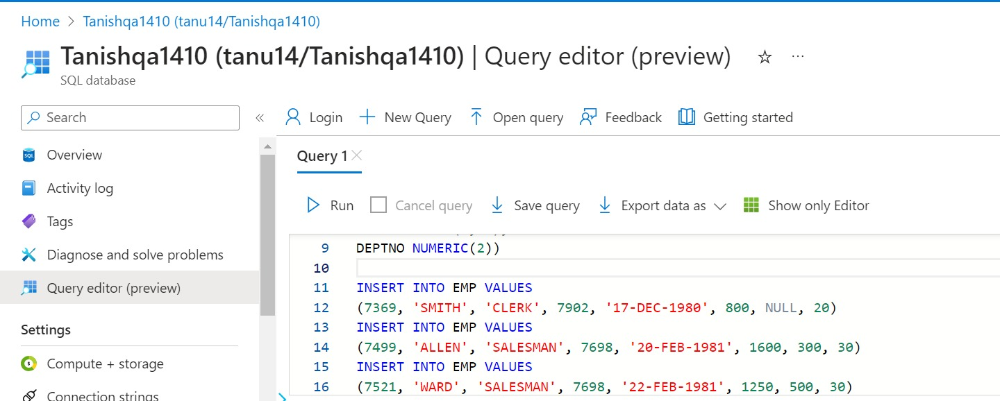 Home > Tanishqa1410 (tanu14/Tanishqa1410)
Tanishqa1410 (tanu14/Tanishqa1410) | Query editor (preview) ...
SQL database
Search
«
Login
New Query
Open query
Feedback
Getting started
SQL Overview
Activity log
Tags
Diagnose and solve problems
Query editor (preview)
Settings
Compute + storage
Connection strings
Query 1
Run
Cancel query
Save query
Export data as
Show only Editor
9 DEPTNO NUMERIC(2))
10
11 INSERT INTO EMP VALUES
12 (7369, 'SMITH', 'CLERK', 7902, '17-DEC-1980', 800, NULL, 20)
13 INSERT INTO EMP VALUES
14 (7499, 'ALLEN', 'SALESMAN', 7698, '20-FEB-1981', 1600, 300, 30)
15 INSERT INTO EMP VALUES
16 (7521, 'WARD', 'SALESMAN', 7698, '22-FEB-1981', 1250, 500, 30)